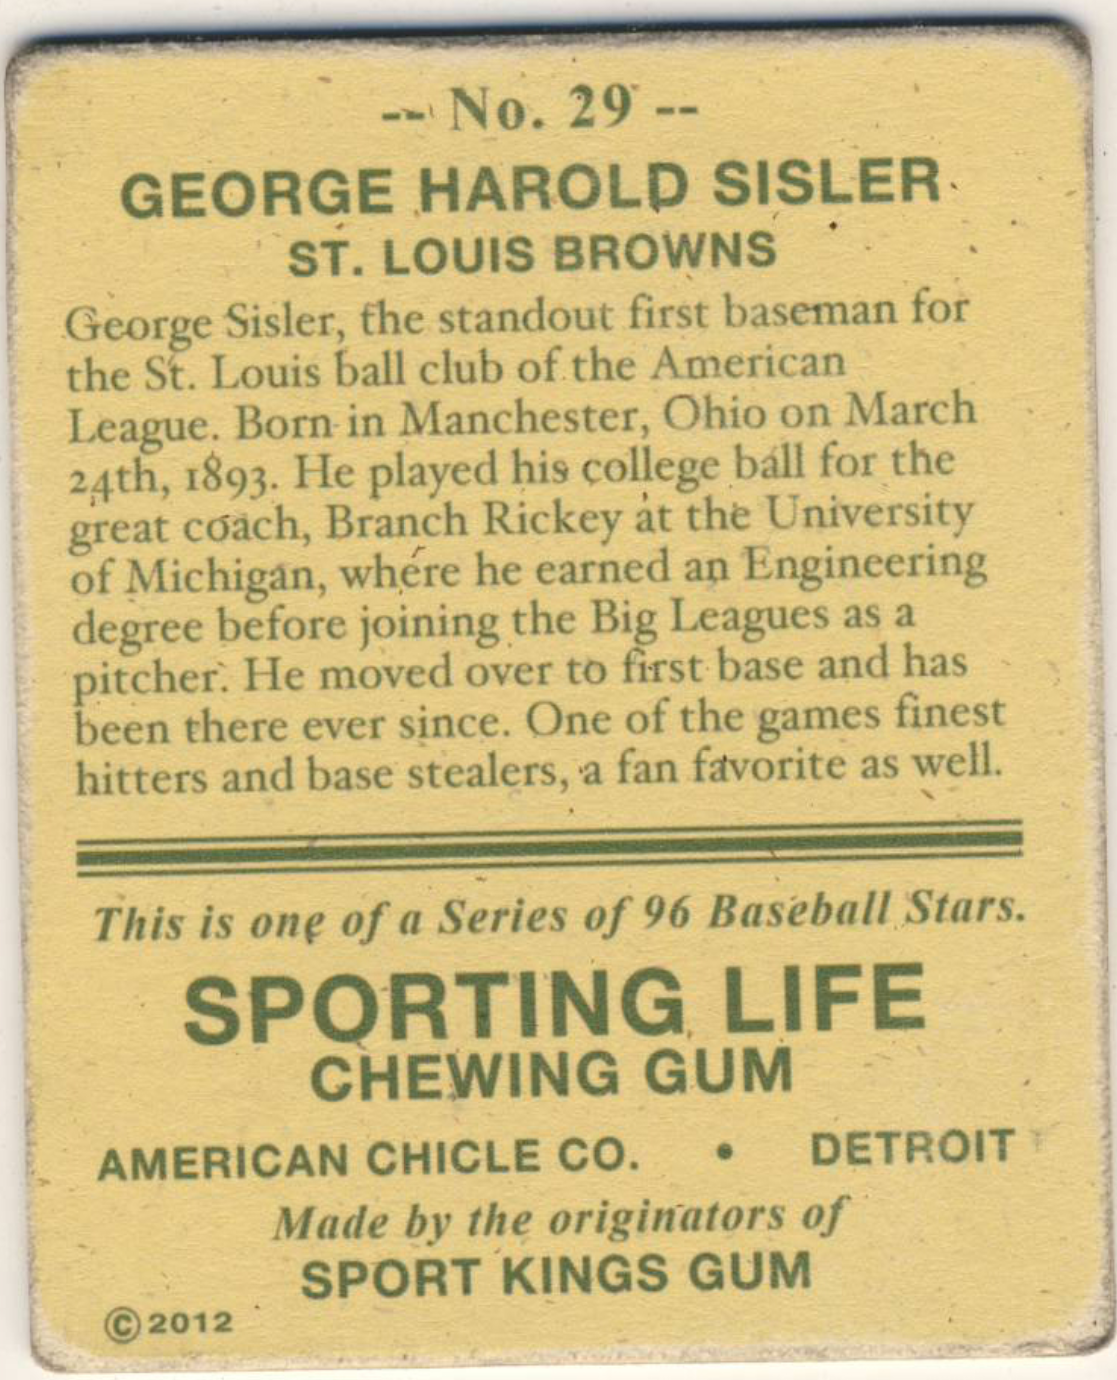 -- No. 29 --
GEORGE HAROLD SISLER
ST. LOUIS BROWNS
George Sisler, the standout first baseman for
the St. Louis ball club of the American
League. Born in Manchester, Ohio on March
24th, 1893. He played his college ball for the
great coach, Branch Rickey at the University
of Michigan, where he earned an Engineering
degree before joining the Big Leagues as a
pitcher. He moved over to first base and has
been there ever since. One of the games finest
hitters and base stealers, a fan favorite as well.
This is one of a Series of 96 Baseball Stars.
SPORTING LIFE
CHEWING GUM
AMERICAN CHICLE CO. • DETROIT
Made by the originators of
SPORT KINGS GUM
©2012